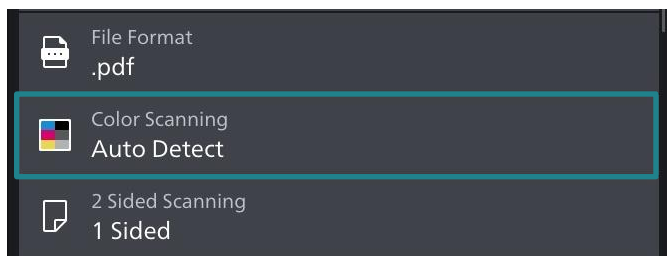 File Format
.pdf
Color Scanning
Auto Detect
2 Sided Scanning
1 Sided